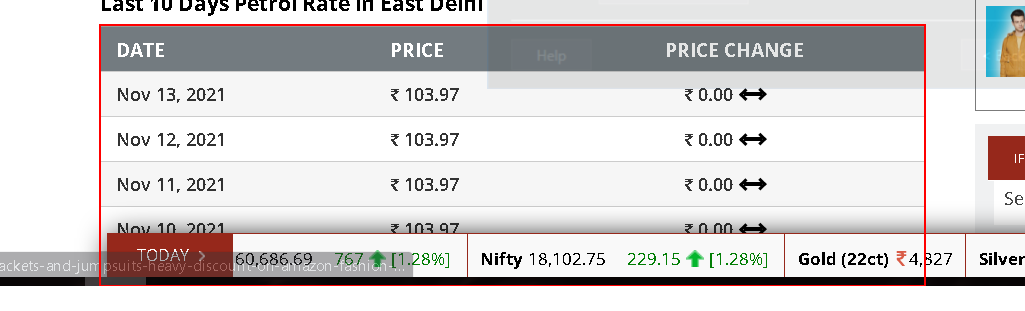 Last 10 Days Petrol Rate in East Delhi
DATE PRICE PRICE CHANGE
Help
Nov 13, 2021 ₹ 103.97 ₹ 0.00
Nov 12, 2021 ₹ 103.97 ₹ 0.00
IF
Nov 11, 2021 ₹ 103.97 ₹ 0.00
Se
Nov 10, 2021 ₹ 103.97 ₹ 0.00
TODAY 60,686.69 767 [1.28%] Nifty 18,102.75 229.15 [1.28%] Gold (22ct) ₹4,827 Silver
ackets-and-jumpsuits-heavy-discount-on-amazon-fashion-...